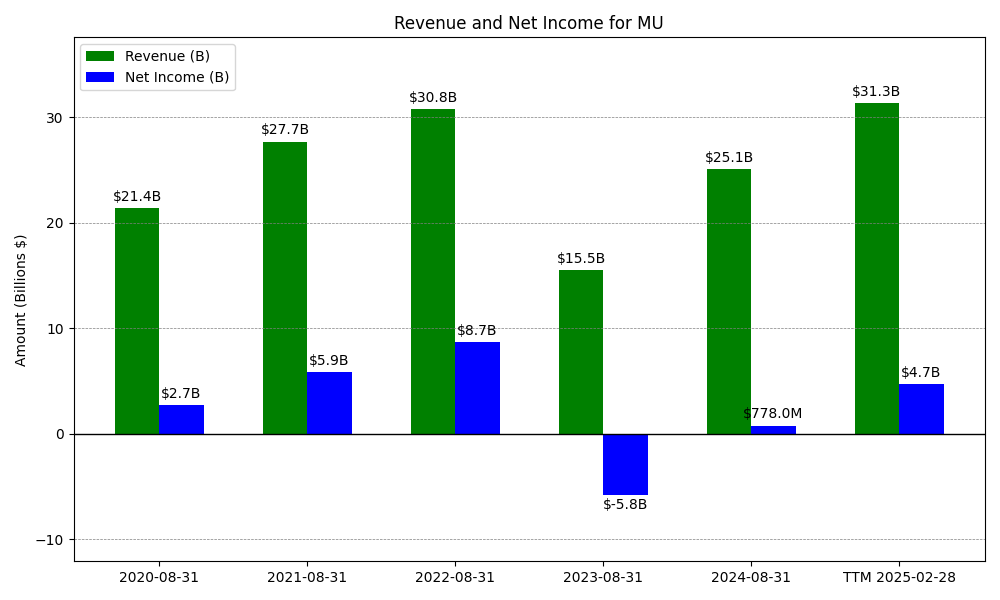 Revenue and Net Income for MU
Revenue (B)
Net Income (B)
Amount (Billions $)
30
20
10
0
−10
$21.4B
$2.7B
$27.7B
$5.9B
$30.8B
$8.7B
$15.5B
$-5.8B
$25.1B
$778.0M
$31.3B
$4.7B
2020-08-31
2021-08-31
2022-08-31
2023-08-31
2024-08-31
TTM 2025-02-28